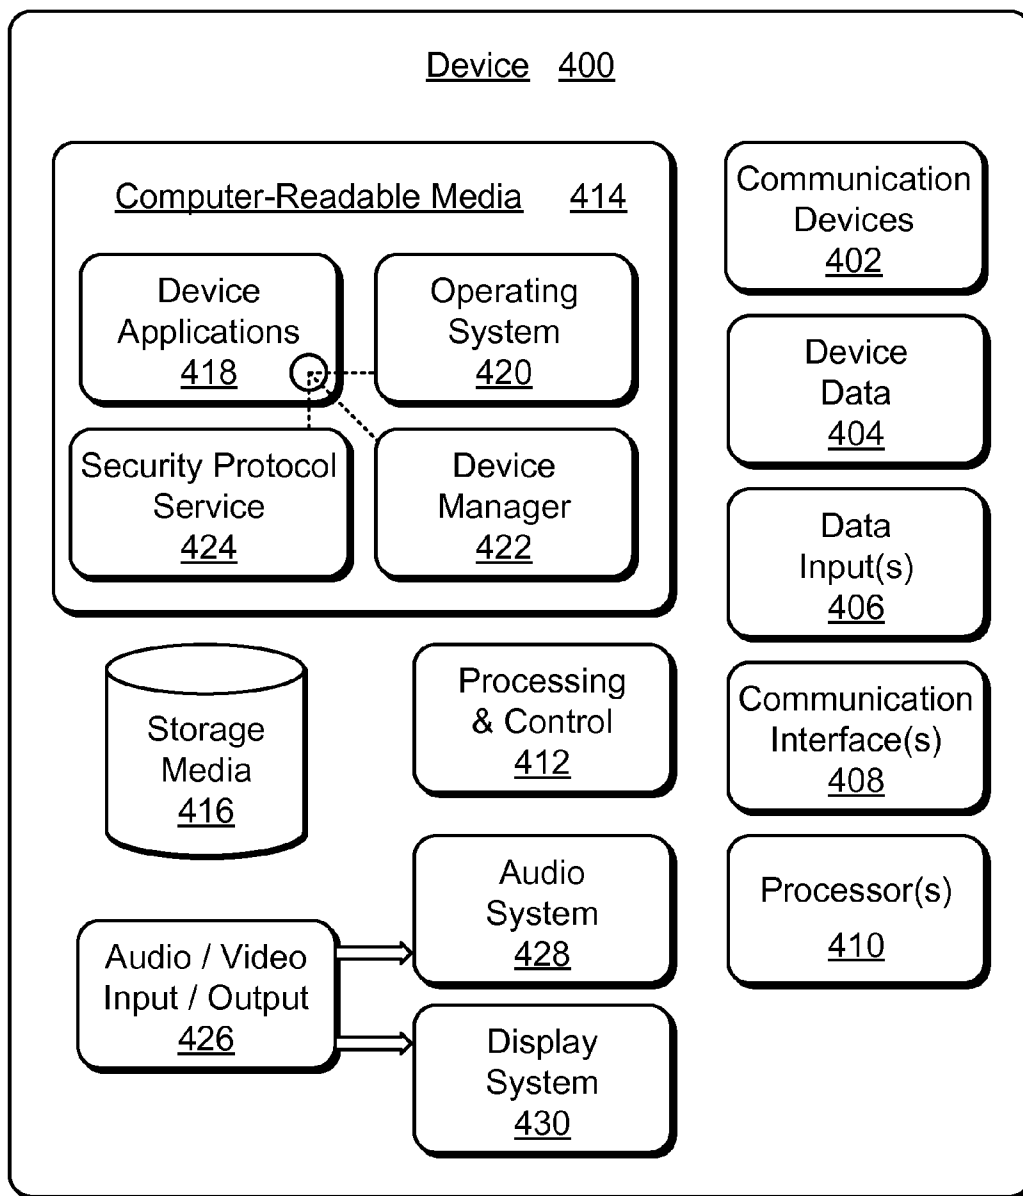 Device 400
Computer-Readable Media 414
Device
Applications
418
Operating
System
420
Security Protocol
Service
424
Device
Manager
422
Storage
Media
416
Processing
& Control
412
Audio / Video
Input / Output
426
Audio
System
428
Display
System
430
Communication
Devices
402
Device
Data
404
Data
Input(s)
406
Communication
Interface(s)
408
Processor(s)
410